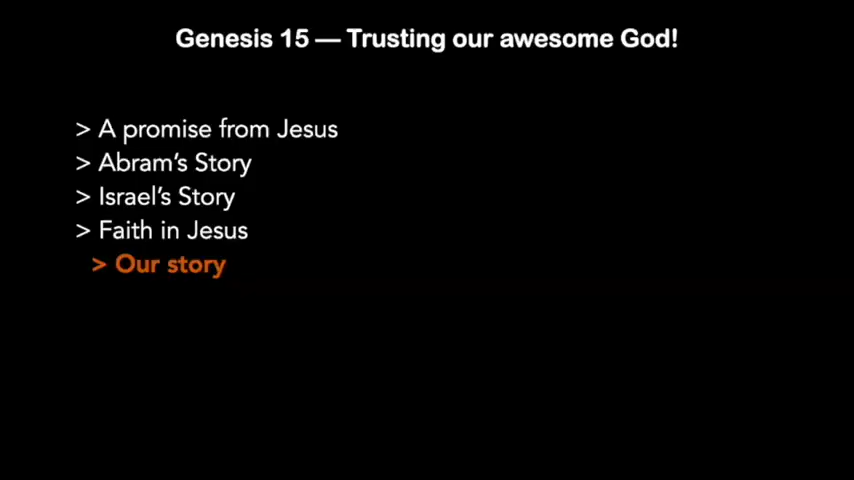 Genesis 15 — Trusting our awesome God!
> A promise from Jesus
> Abram's Story
> Israel's Story
> Faith in Jesus
> Our story